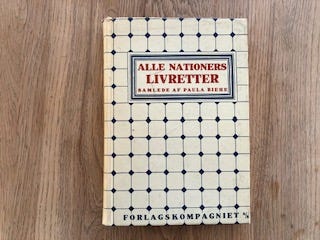 ALLE NATIONERS
LIVRETTER
SAMLEDE AF PAULA BIEHE
FORLAGSKOMPAGNIET A/S